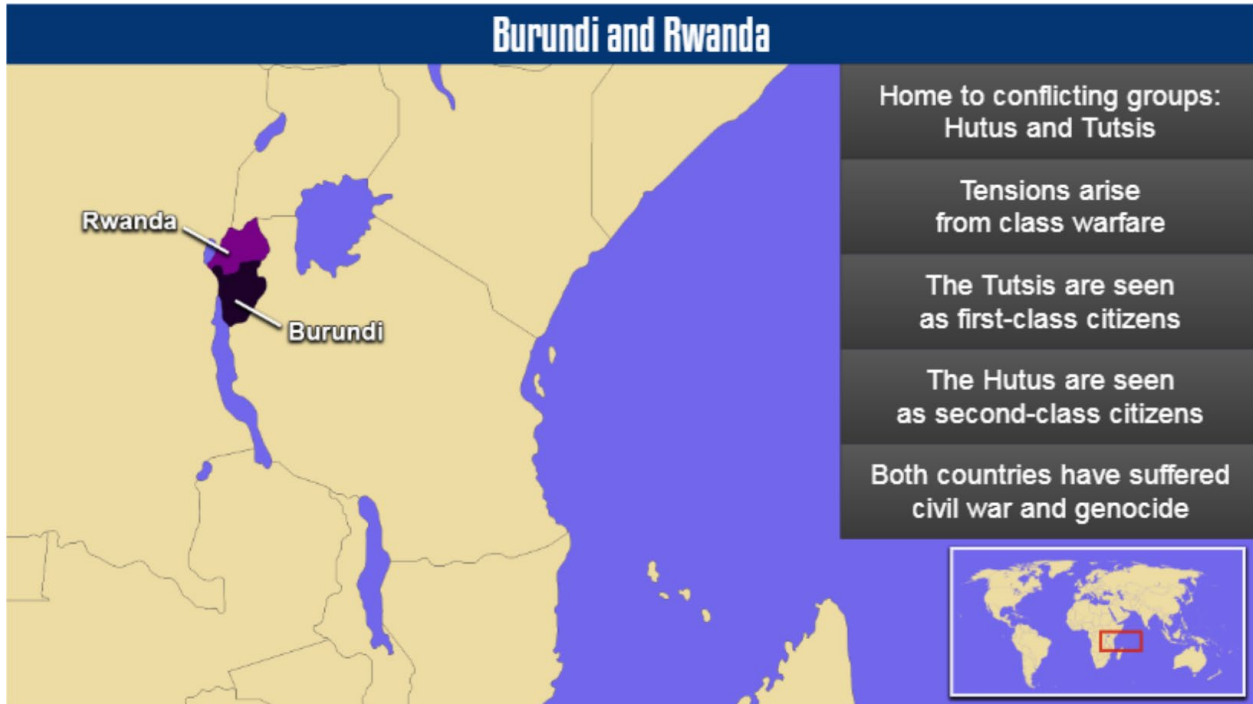 Burundi and Rwanda
Home to conflicting groups:
Hutus and Tutsis
Tensions arise
from class warfare
The Tutsis are seen
as first-class citizens
The Hutus are seen
as second-class citizens
Both countries have suffered
civil war and genocide
Rwanda
Burundi